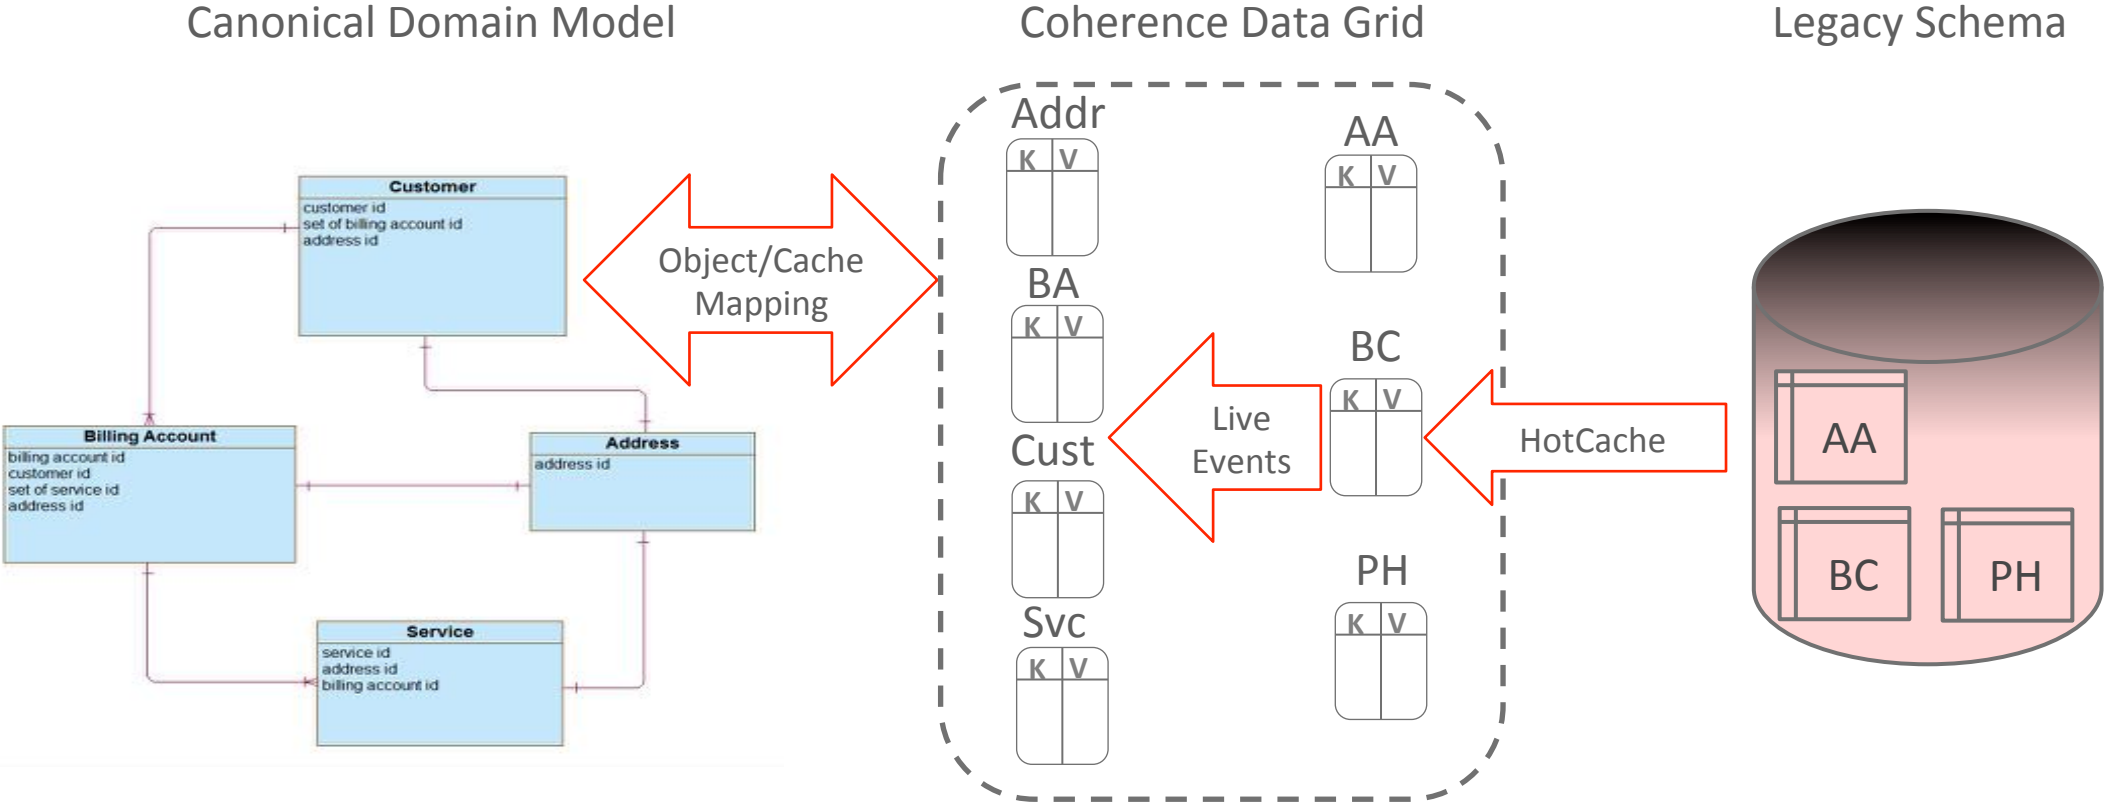 Canonical Domain Model
Coherence Data Grid
Legacy Schema
Customer
customer id
set of billing account id
address id
Billing Account
billing account id
customer id
set of service id
address id
Address
address id
Service
service id
address id
billing account id
Object/Cache
Mapping
Addr
K V
BA
K V
Cust
K V
Svc
K V
Live
Events
AA
K V
BC
K V
PH
K V
HotCache
AA
BC
PH